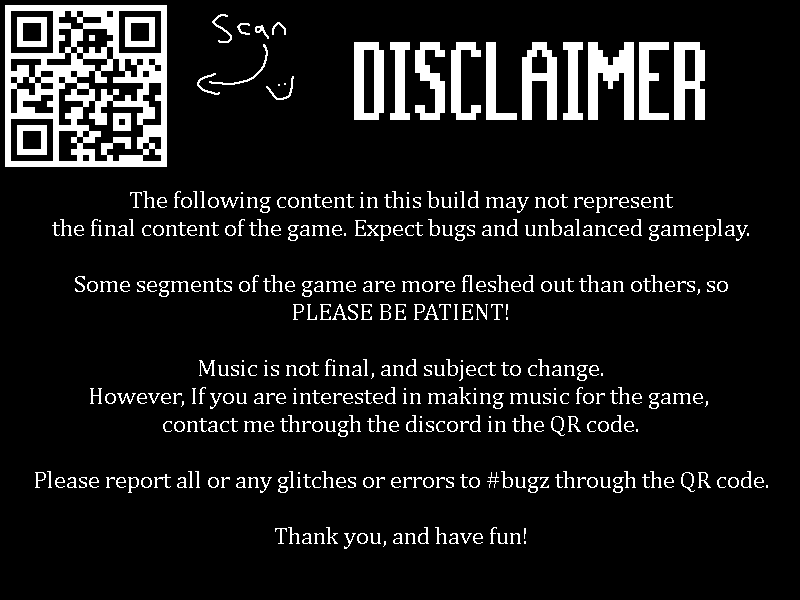 Scan
DISCLAIMER
The following content in this build may not represent
the final content of the game. Expect bugs and unbalanced gameplay.
Some segments of the game are more fleshed out than others, so
PLEASE BE PATIENT!
Music is not final, and subject to change.
However, If you are interested in making music for the game,
contact me through the discord in the QR code.
Please report all or any glitches or errors to #bugz through the QR code.
Thank you, and have fun!